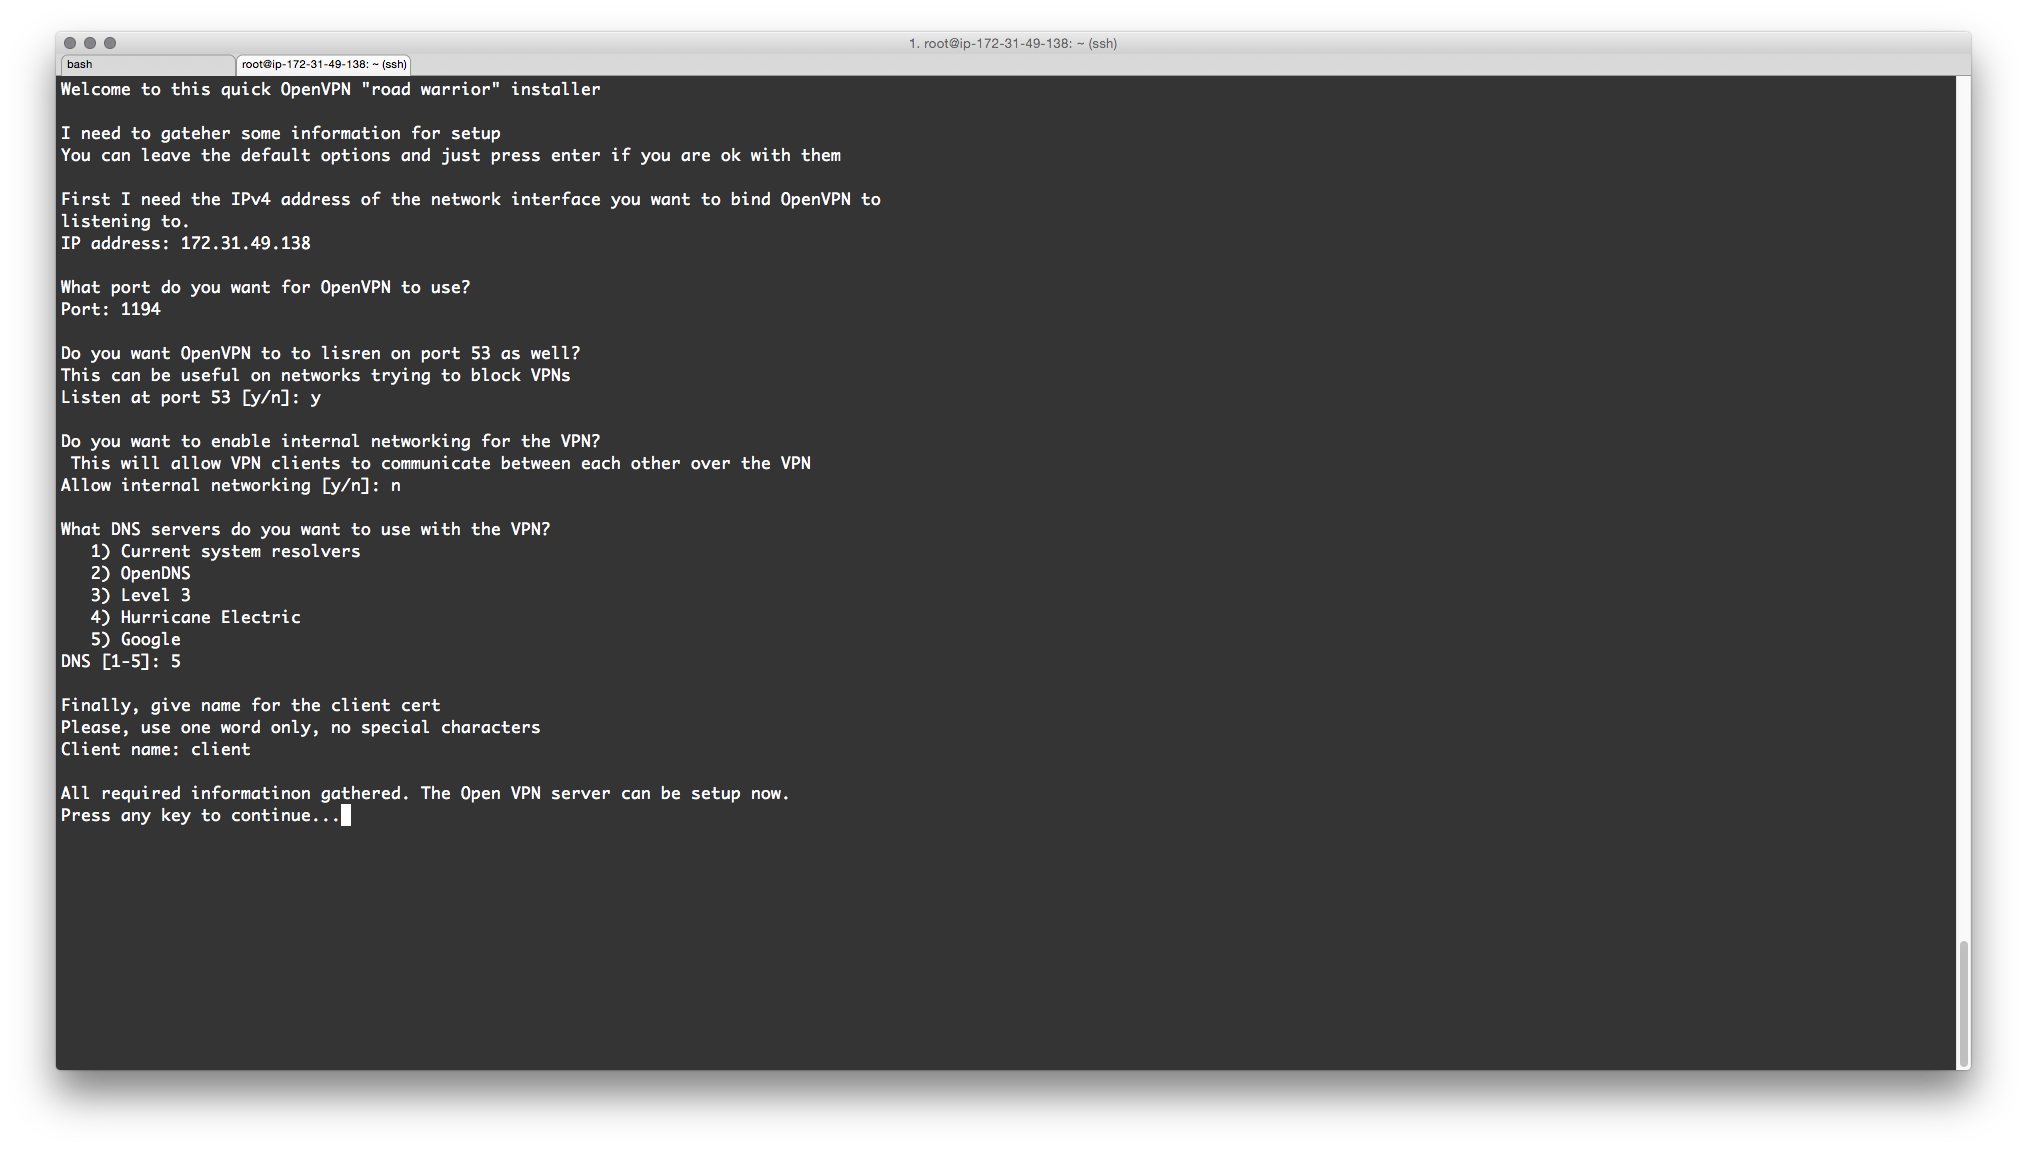 1. root@ip-172-31-49-138: ~ (ssh)
bash
root@ip-172-31-49-138: ~ (ssh)
Welcome to this quick OpenVPN "road warrior" installer
I need to gateher some information for setup
You can leave the default options and just press enter if you are ok with them
First I need the IPv4 address of the network interface you want to bind OpenVPN to
listening to.
IP address: 172.31.49.138
What port do you want for OpenVPN to use?
Port: 1194
Do you want OpenVPN to to lisren on port 53 as well?
This can be useful on networks trying to block VPNs
Listen at port 53 [y/n]: y
Do you want to enable internal networking for the VPN?
This will allow VPN clients to communicate between each other over the VPN
Allow internal networking [y/n]: n
What DNS servers do you want to use with the VPN?
1) Current system resolvers
2) OpenDNS
3) Level 3
4) Hurricane Electric
5) Google
DNS [1-5]: 5
Finally, give name for the client cert
Please, use one word only, no special characters
Client name: client
All required informatinon gathered. The Open VPN server can be setup now.
Press any key to continue...